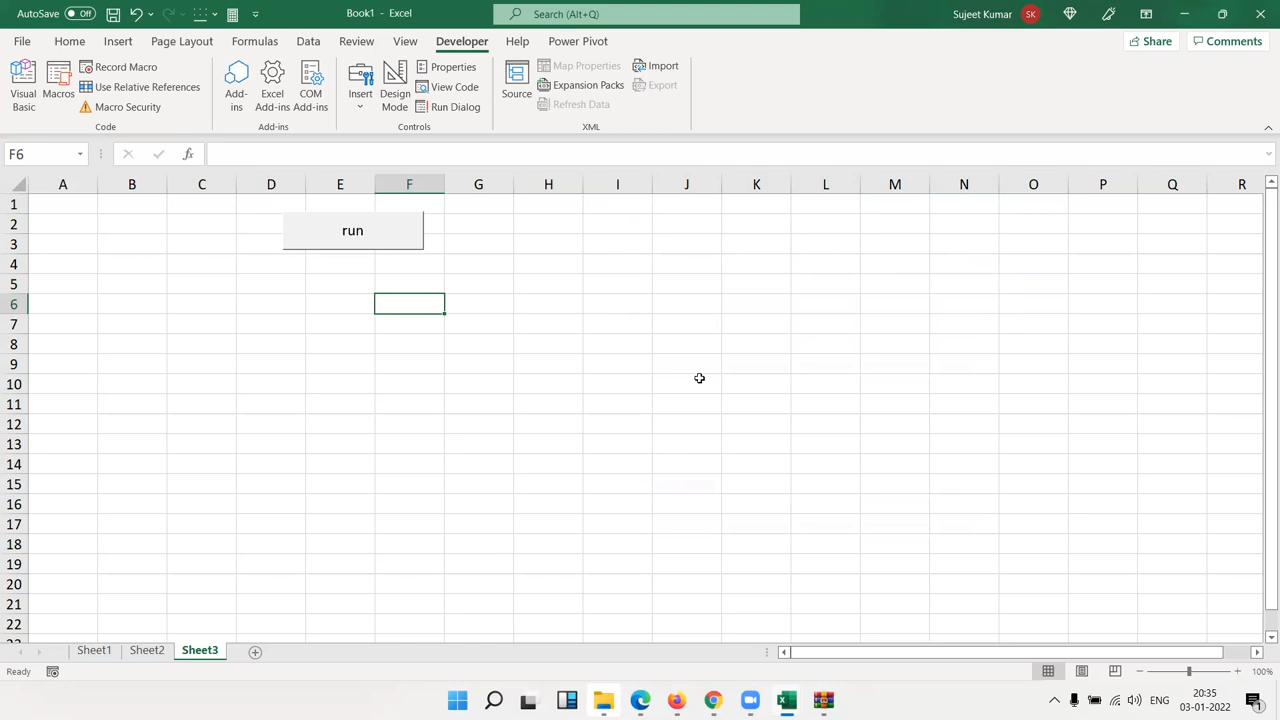 AutoSave Off Book1 - Excel Search (Alt+Q) Sujeet Kumar SK
File Home Insert Page Layout Formulas Data Review View Developer Help Power Pivot Share Comments
Visual Basic
Macros
Record Macro
Use Relative References
Macro Security
Code
Add-ins
Excel Add-ins
COM Add-ins
Add-ins
Insert
Design Mode
Properties
View Code
Run Dialog
Controls
Source
Map Properties
Expansion Packs
Refresh Data
Import
Export
XML
F6 fx
A B C D E F G H I J K L M N O P Q R
1
2
3
run
4
5
6
7
8
9
10
11
12
13
14
15
16
17
18
19
20
21
22
Sheet1 Sheet2 Sheet3
Ready 100%
ENG 20:35
03-01-2022
1